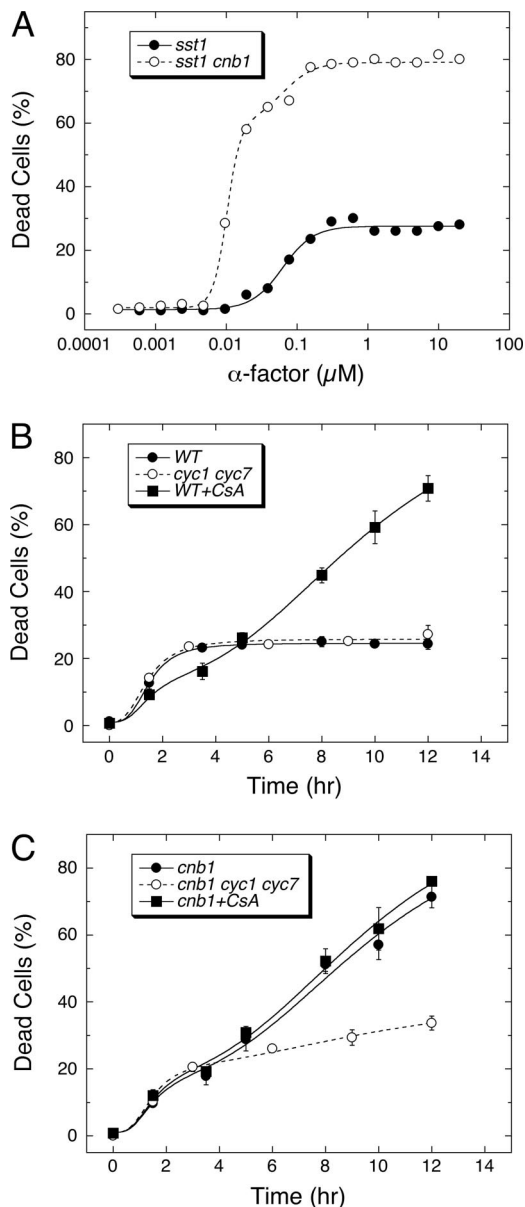 A
sst1
sst1 cnb1
Dead Cells (%)
80
60
40
20
0
0.0001 0.001 0.01 0.1 1 10 100
α-factor (µM)
B
WT
cyc1 cyc7
WT+CsA
Dead Cells (%)
80
60
40
20
0
0 2 4 6 8 10 12 14
Time (hr)
C
cnb1
cnb1 cyc1 cyc7
cnb1+CsA
Dead Cells (%)
80
60
40
20
0
0 2 4 6 8 10 12 14
Time (hr)